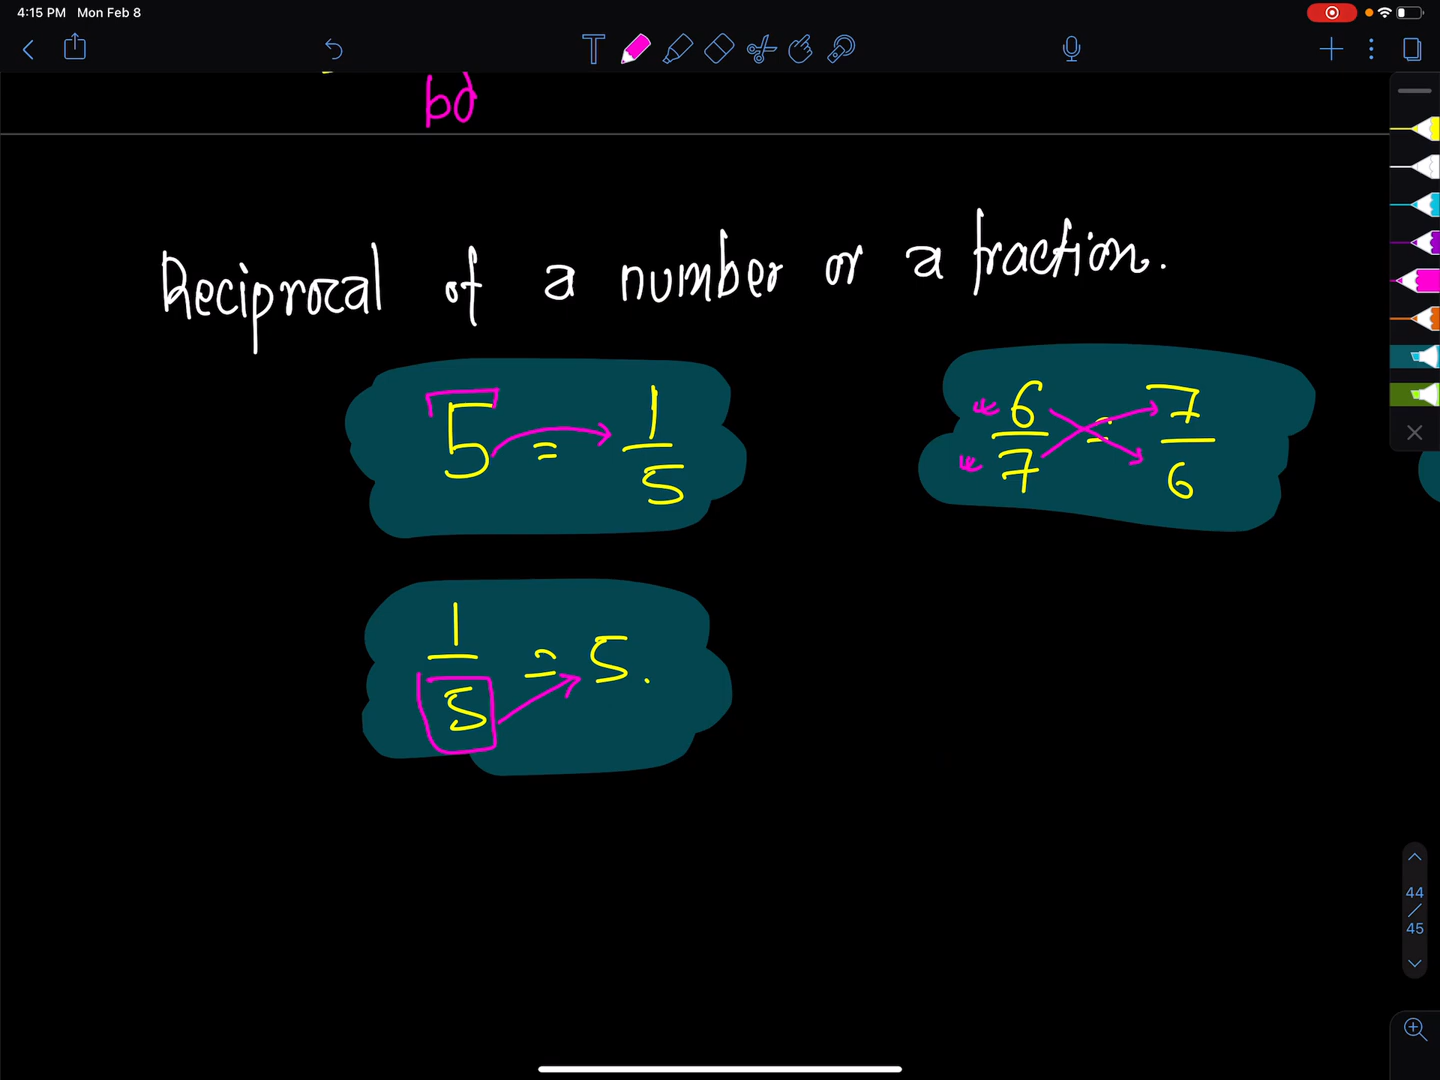 4:15 PM Mon Feb 8
T
bd
Reciprocal of a number or a fraction.
5 = 1/5
6/7 = 7/6
1/5 = 5.
44
/
45